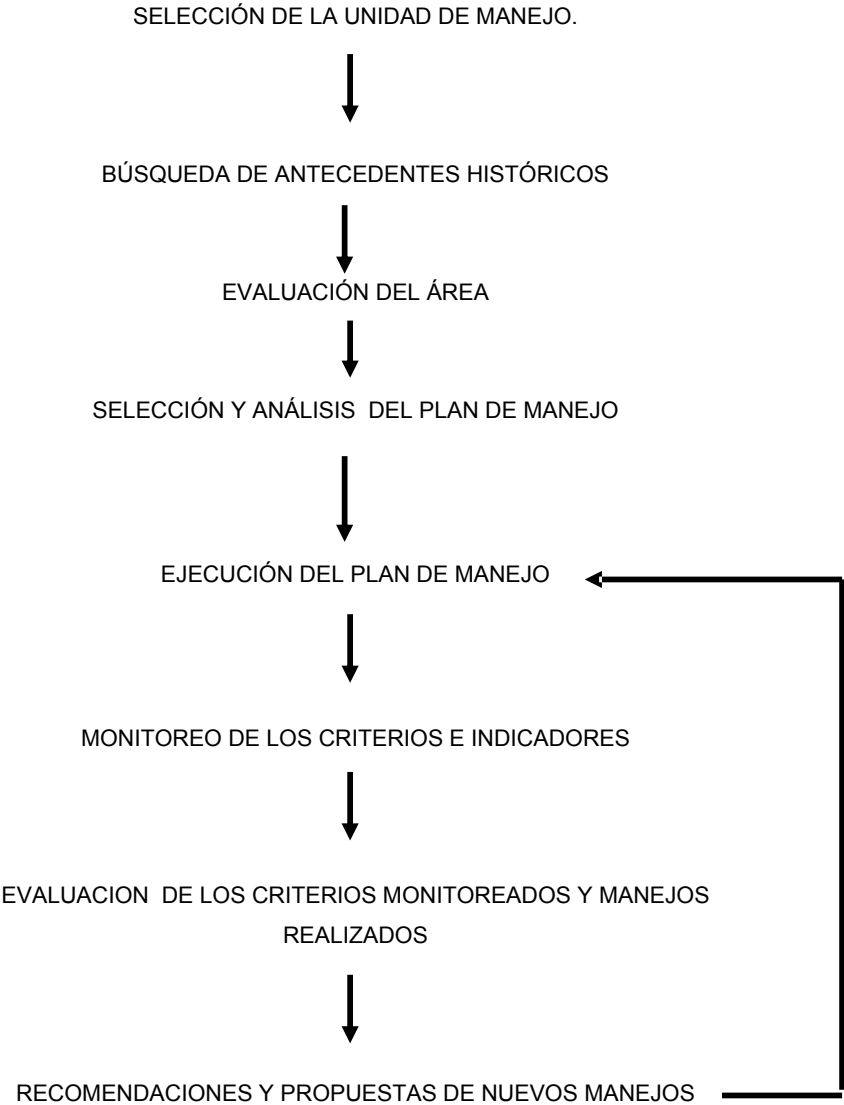 SELECCIÓN DE LA UNIDAD DE MANEJO.
BÚSQUEDA DE ANTECEDENTES HISTÓRICOS
EVALUACIÓN DEL ÁREA
SELECCIÓN Y ANÁLISIS  DEL PLAN DE MANEJO
EJECUCIÓN DEL PLAN DE MANEJO
MONITOREO DE LOS CRITERIOS E INDICADORES
EVALUACION  DE LOS CRITERIOS MONITOREADOS Y MANEJOS
REALIZADOS
RECOMENDACIONES Y PROPUESTAS DE NUEVOS MANEJOS